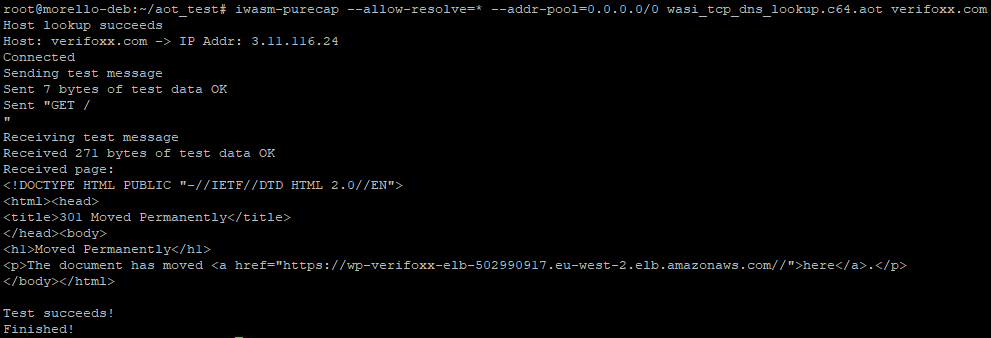 root@morello-deb:~/aot_test# iwasm-purecap --allow-resolve=* --addr-pool=0.0.0.0/0 wasi_tcp_dns_lookup.c64.aot verifoxx.com
Host lookup succeeds
Host: verifoxx.com -> IP Addr: 3.11.116.24
Connected
Sending test message
Sent 7 bytes of test data OK
Sent "GET /
"
Receiving test message
Received 271 bytes of test data OK
Received page:
<!DOCTYPE HTML PUBLIC "-//IETF//DTD HTML 2.0//EN">
<html><head>
<title>301 Moved Permanently</title>
</head><body>
<h1>Moved Permanently</h1>
<p>The document has moved <a href="https://wp-verifoxx-elb-502990917.eu-west-2.elb.amazonaws.com//">here</a>.</p>
</body></html>

Test succeeds!
Finished!